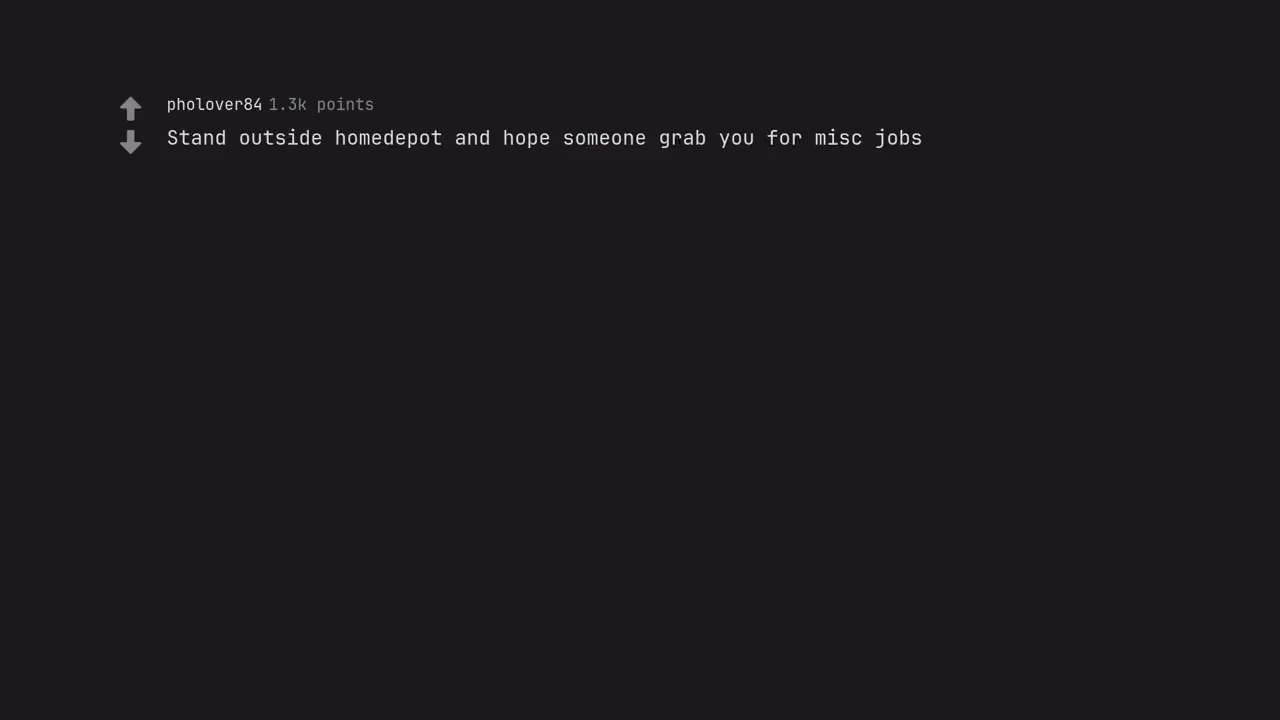 pholover84 1.3k points
Stand outside homedepot and hope someone grab you for misc jobs